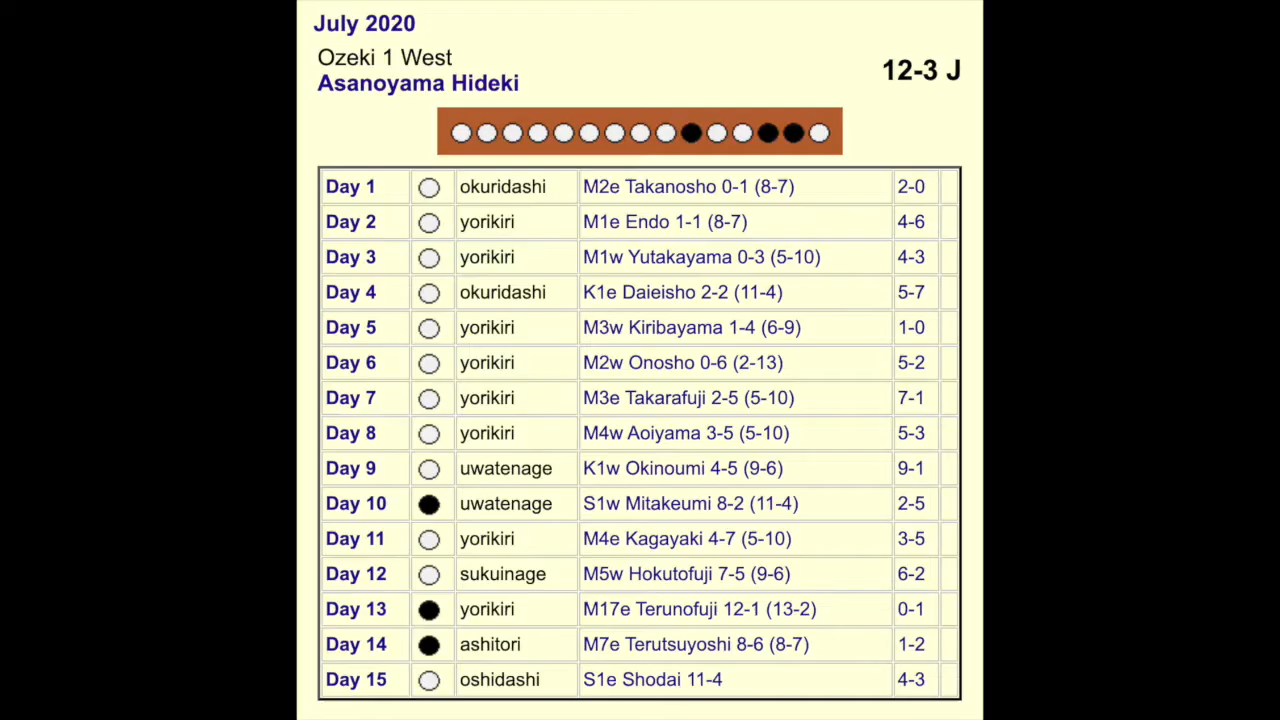 July 2020
Ozeki 1 West
Asanoyama Hideki
12-3 J
Day 1 okuridashi M2e Takanosho 0-1 (8-7) 2-0
Day 2 yorikiri M1e Endo 1-1 (8-7) 4-6
Day 3 yorikiri M1w Yutakayama 0-3 (5-10) 4-3
Day 4 okuridashi K1e Daieisho 2-2 (11-4) 5-7
Day 5 yorikiri M3w Kiribayama 1-4 (6-9) 1-0
Day 6 yorikiri M2w Onosho 0-6 (2-13) 5-2
Day 7 yorikiri M3e Takarafuji 2-5 (5-10) 7-1
Day 8 yorikiri M4w Aoiyama 3-5 (5-10) 5-3
Day 9 uwatenage K1w Okinoumi 4-5 (9-6) 9-1
Day 10 uwatenage S1w Mitakeumi 8-2 (11-4) 2-5
Day 11 yorikiri M4e Kagayaki 4-7 (5-10) 3-5
Day 12 sukuinage M5w Hokutofuji 7-5 (9-6) 6-2
Day 13 yorikiri M17e Terunofuji 12-1 (13-2) 0-1
Day 14 ashitori M7e Terutsuyoshi 8-6 (8-7) 1-2
Day 15 oshidashi S1e Shodai 11-4 4-3